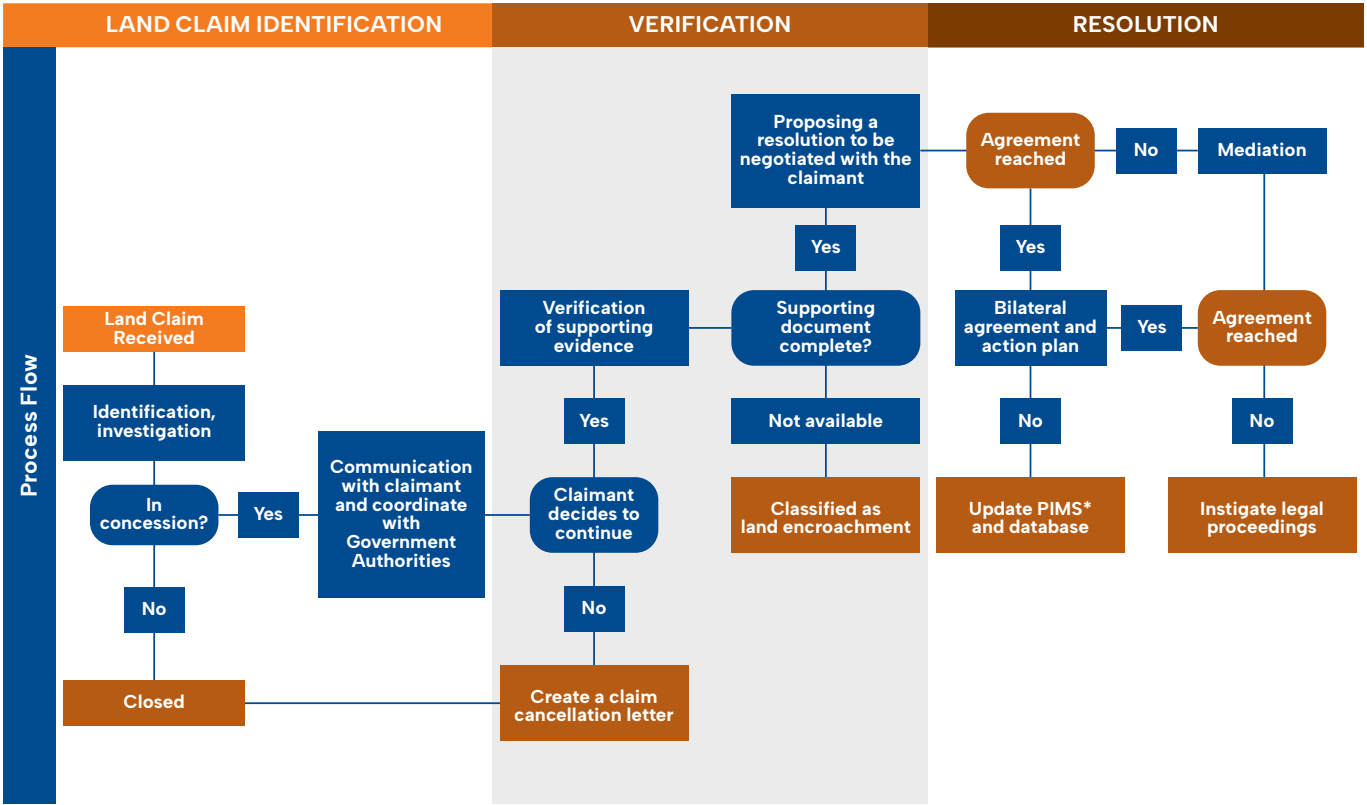 LAND CLAIM IDENTIFICATION
VERIFICATION
RESOLUTION
Process Flow
Land Claim
Received
Identification,
investigation
In
concession?
Yes
No
Closed
Communication
with claimant
and coordinate
with
Government
Authorities
Claimant
decides to
continue
Yes
No
Create a claim
cancellation letter
Verification
of supporting
evidence
Supporting
document
complete?
Yes
Proposing a
resolution to be
negotiated with the
claimant
Not available
Classified as
land encroachment
Agreement
reached
No
Mediation
Yes
Bilateral
agreement and
action plan
Yes
Agreement
reached
No
Update PIMS*
and database
No
Instigate legal
proceedings